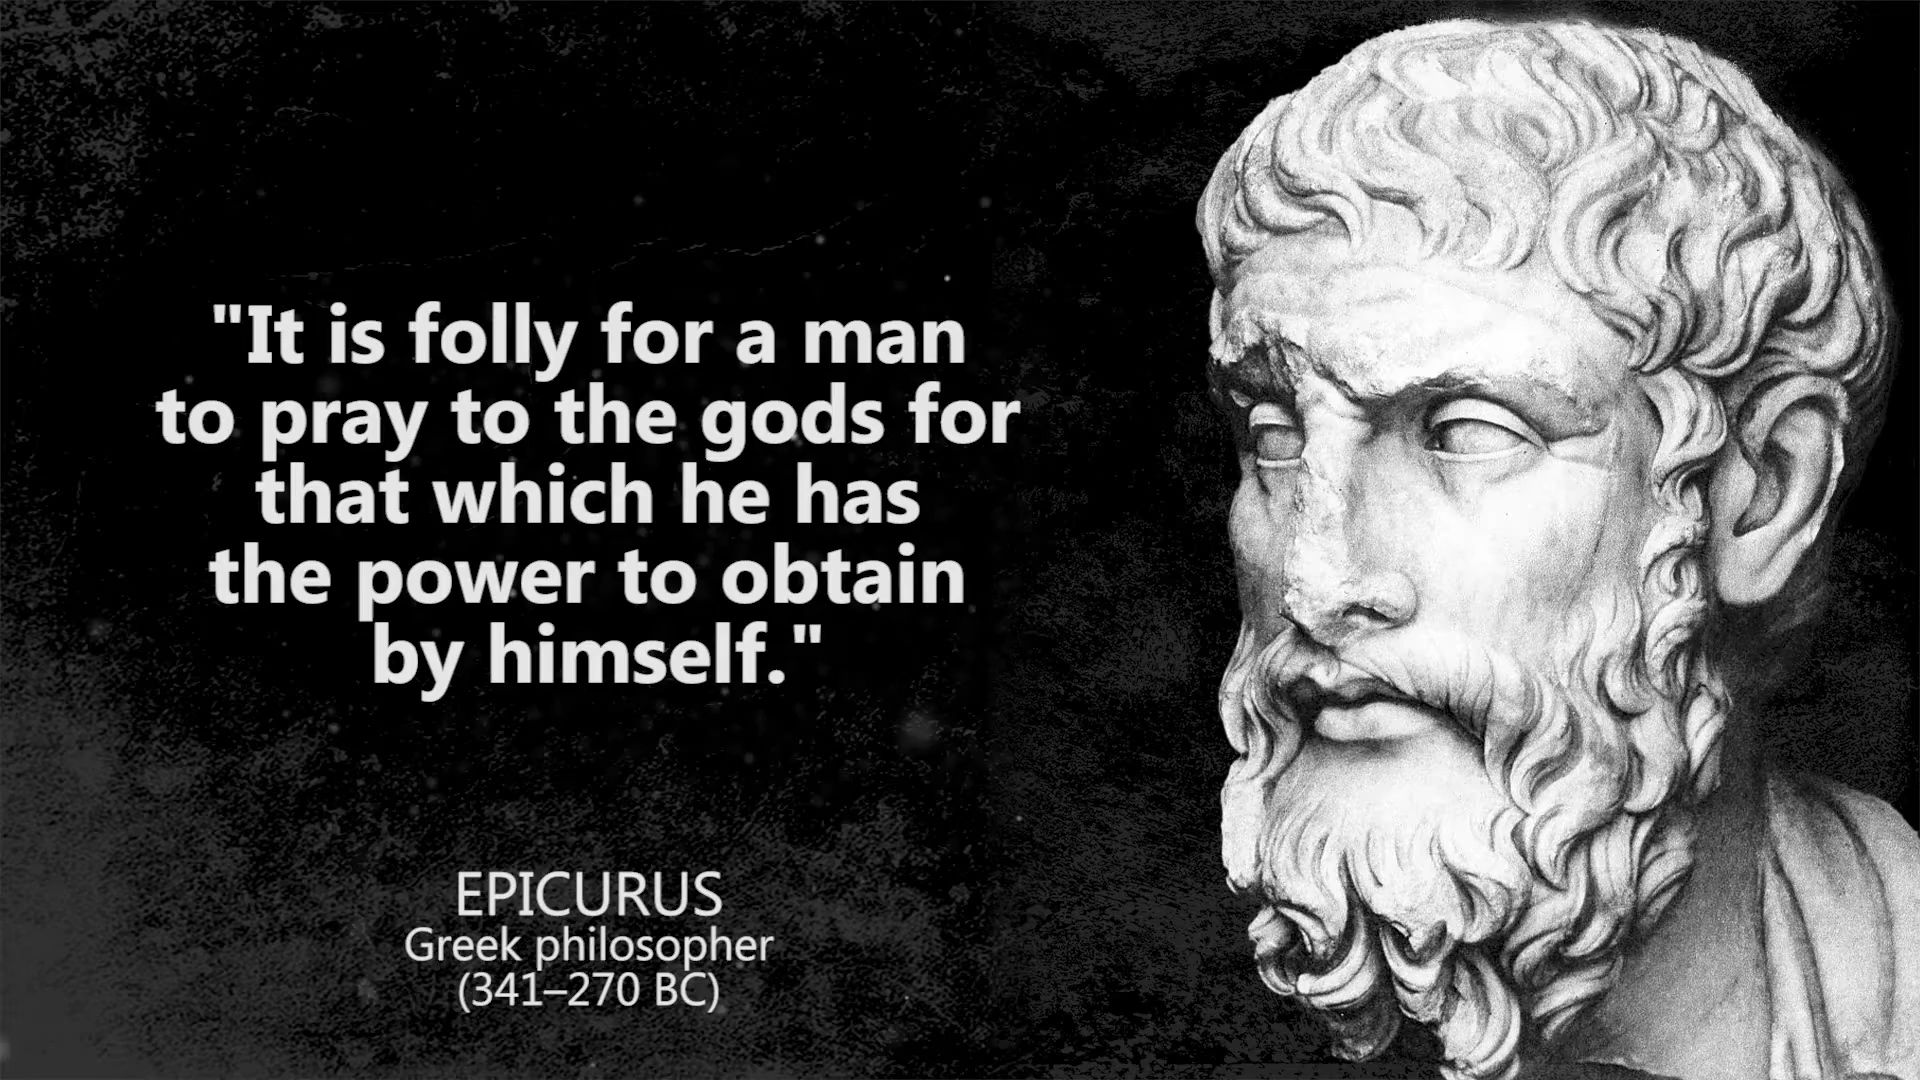 "It is folly for a man
to pray to the gods for
that which he has
the power to obtain
by himself."
EPICURUS
Greek philosopher
(341–270 BC)